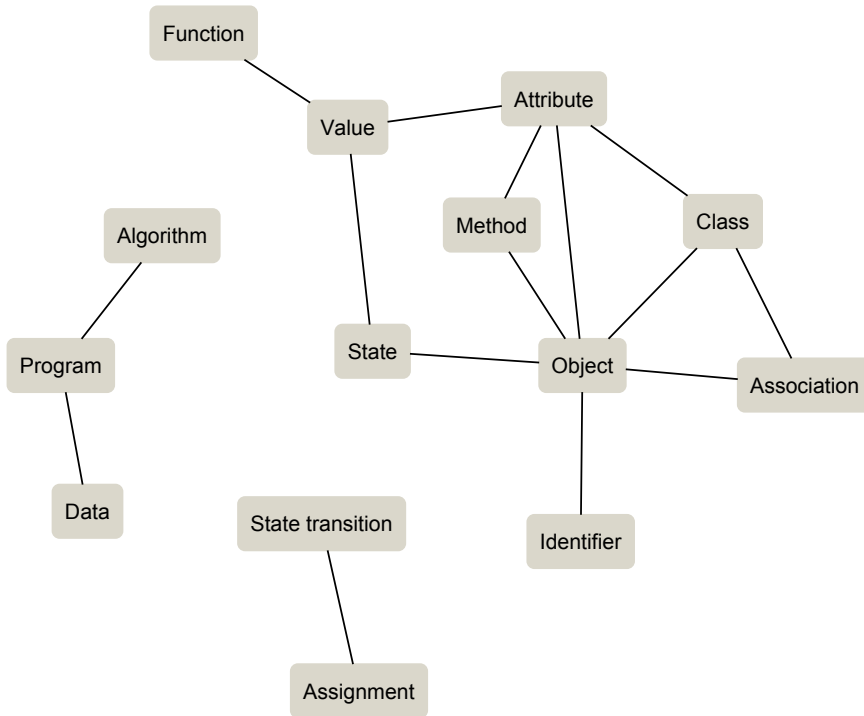 Function
Attribute
Value
Method
Class
Algorithm
State
Program
Object
Association
Data
State transition
Identifier
Assignment